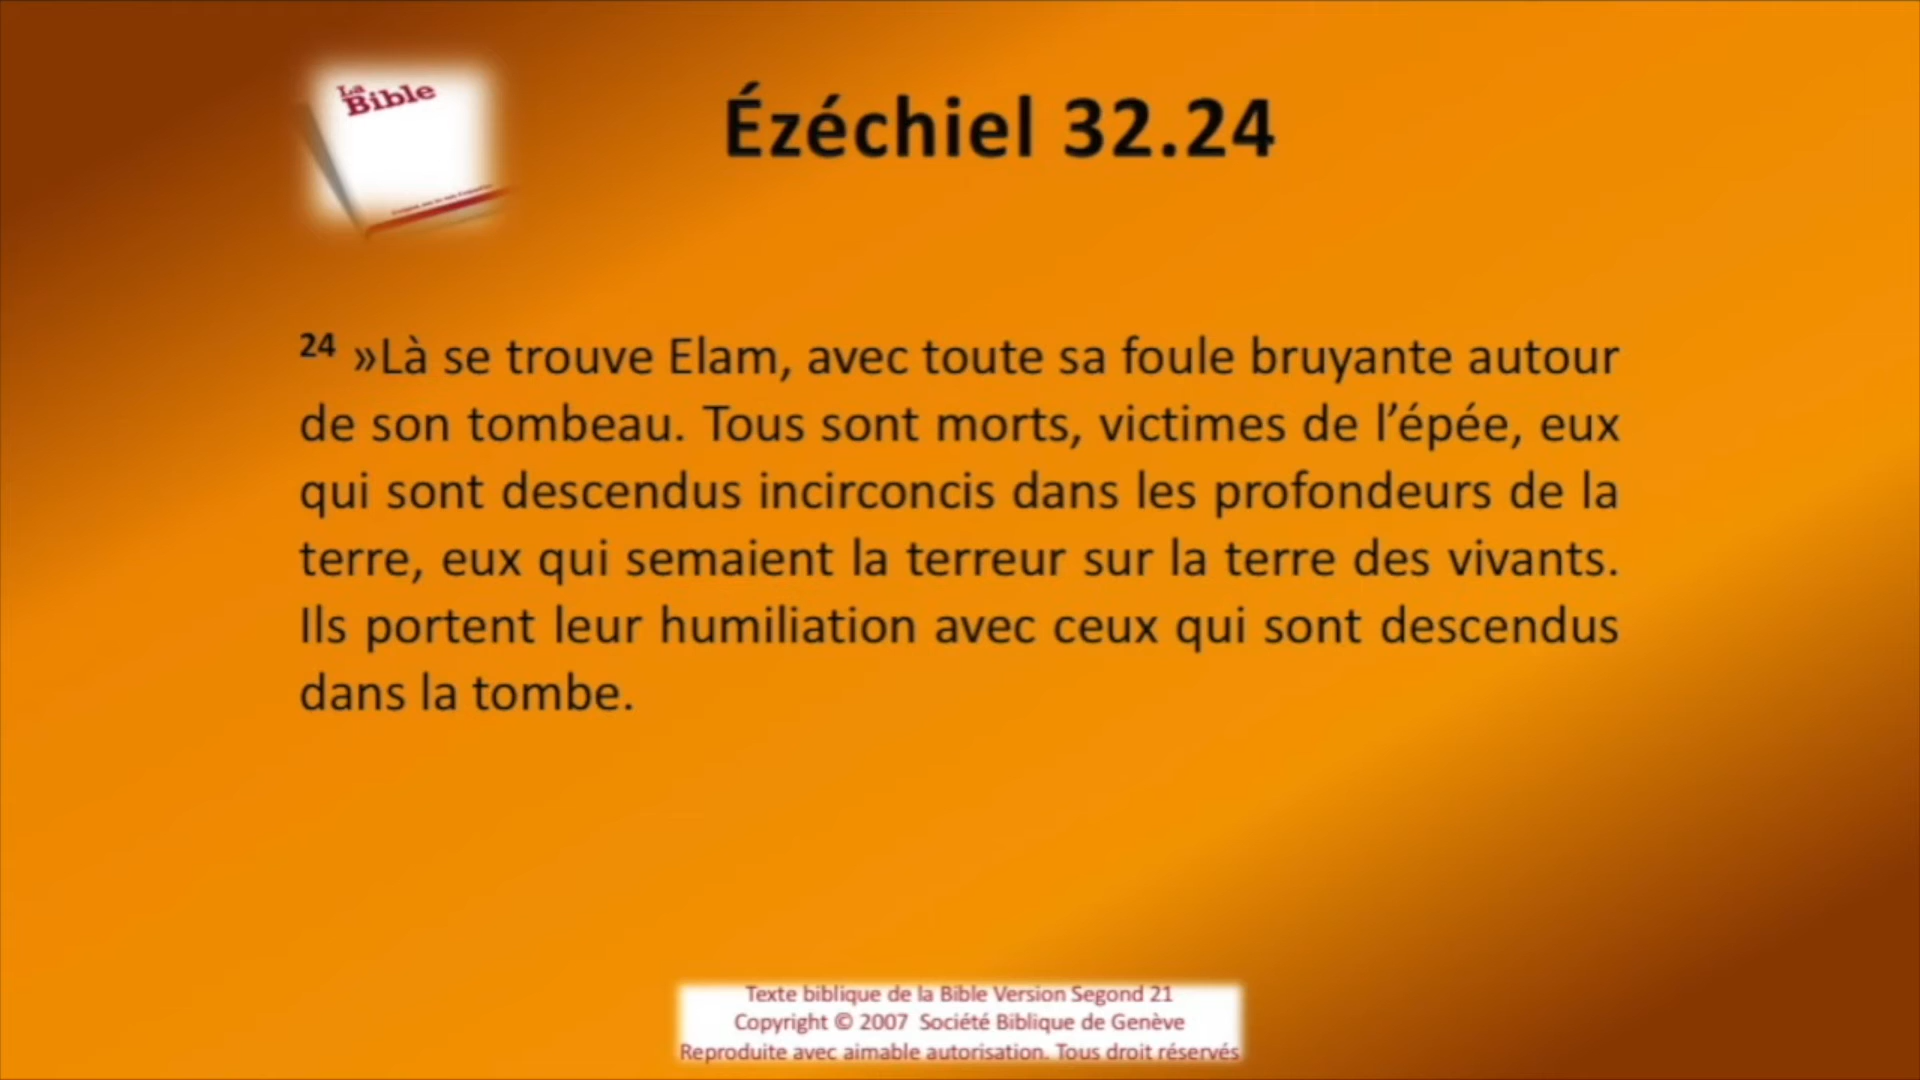 La
Bible
Ézéchiel 32.24
24 »Là se trouve Elam, avec toute sa foule bruyante autour
de son tombeau. Tous sont morts, victimes de l’épée, eux
qui sont descendus incirconcis dans les profondeurs de la
terre, eux qui semaient la terreur sur la terre des vivants.
Ils portent leur humiliation avec ceux qui sont descendus
dans la tombe.
Texte biblique de la Bible Version Segond 21
Copyright © 2007 Société Biblique de Genève
Reproduite avec aimable autorisation. Tous droit réservés